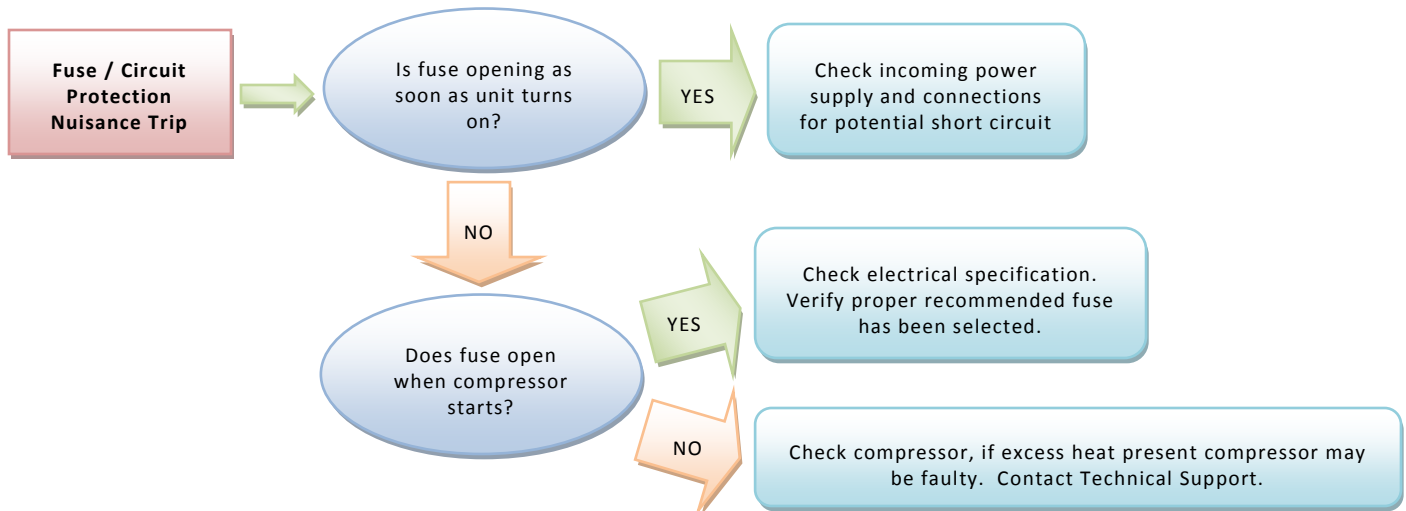 Fuse / Circuit
Protection
Nuisance Trip
Is fuse opening as
soon as unit turns
on?
YES
Check incoming power
supply and connections
for potential short circuit
NO
Does fuse open
when compressor
starts?
YES
Check electrical specification.
Verify proper recommended fuse
has been selected.
NO
Check compressor, if excess heat present compressor may
be faulty.  Contact Technical Support.